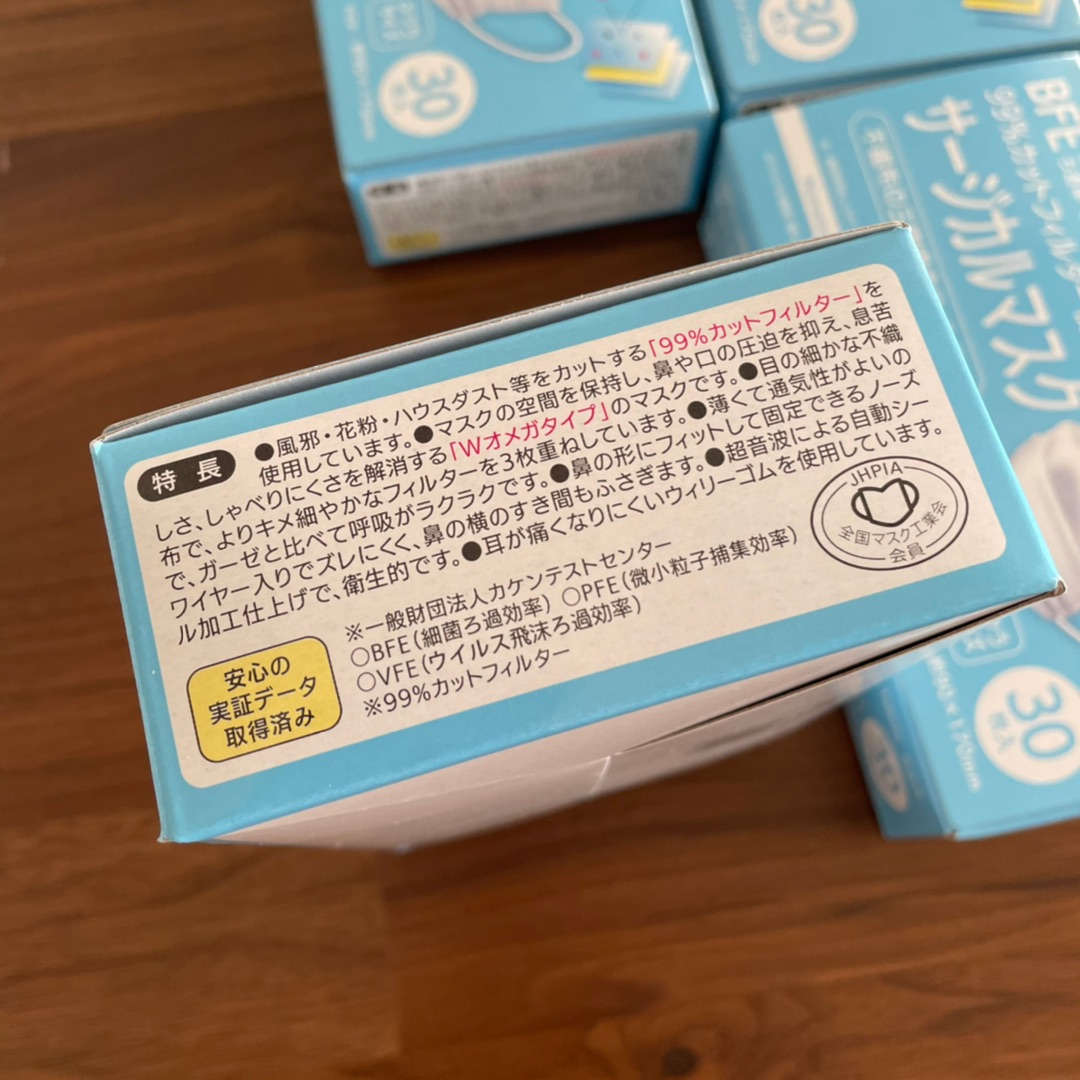 30
30
BFE
99%カットフィルター
サージカルマスク
30
枚入
特長
●風邪・花粉・ハウスダスト等をカットする「99%カットフィルター」を
使用しています。●マスクの空間を保持し、鼻や口の圧迫を抑え、息苦
しさ、しゃべりにくさを解消する「Wオメガタイプ」のマスクです。●目の細かな不織
布で、よりキメ細やかなフィルターを3枚重ねしています。●薄くて通気性がよいの
で、ガーゼと比べて呼吸がラクラクです。●鼻の形にフィットして固定できるノーズ
ワイヤー入りでズレにくく、鼻の横のすき間もふさぎます。●超音波による自動シー
ル加工仕上げで、衛生的です。●耳が痛くなりにくいウィリーゴムを使用しています。
安心の
実証データ
取得済み
※一般財団法人カケンテストセンター
○BFE(細菌ろ過効率) ○PFE(微小粒子捕集効率)
○VFE(ウイルス飛沫ろ過効率)
※99%カットフィルター
JHPIA
全国マスク工業会
会員